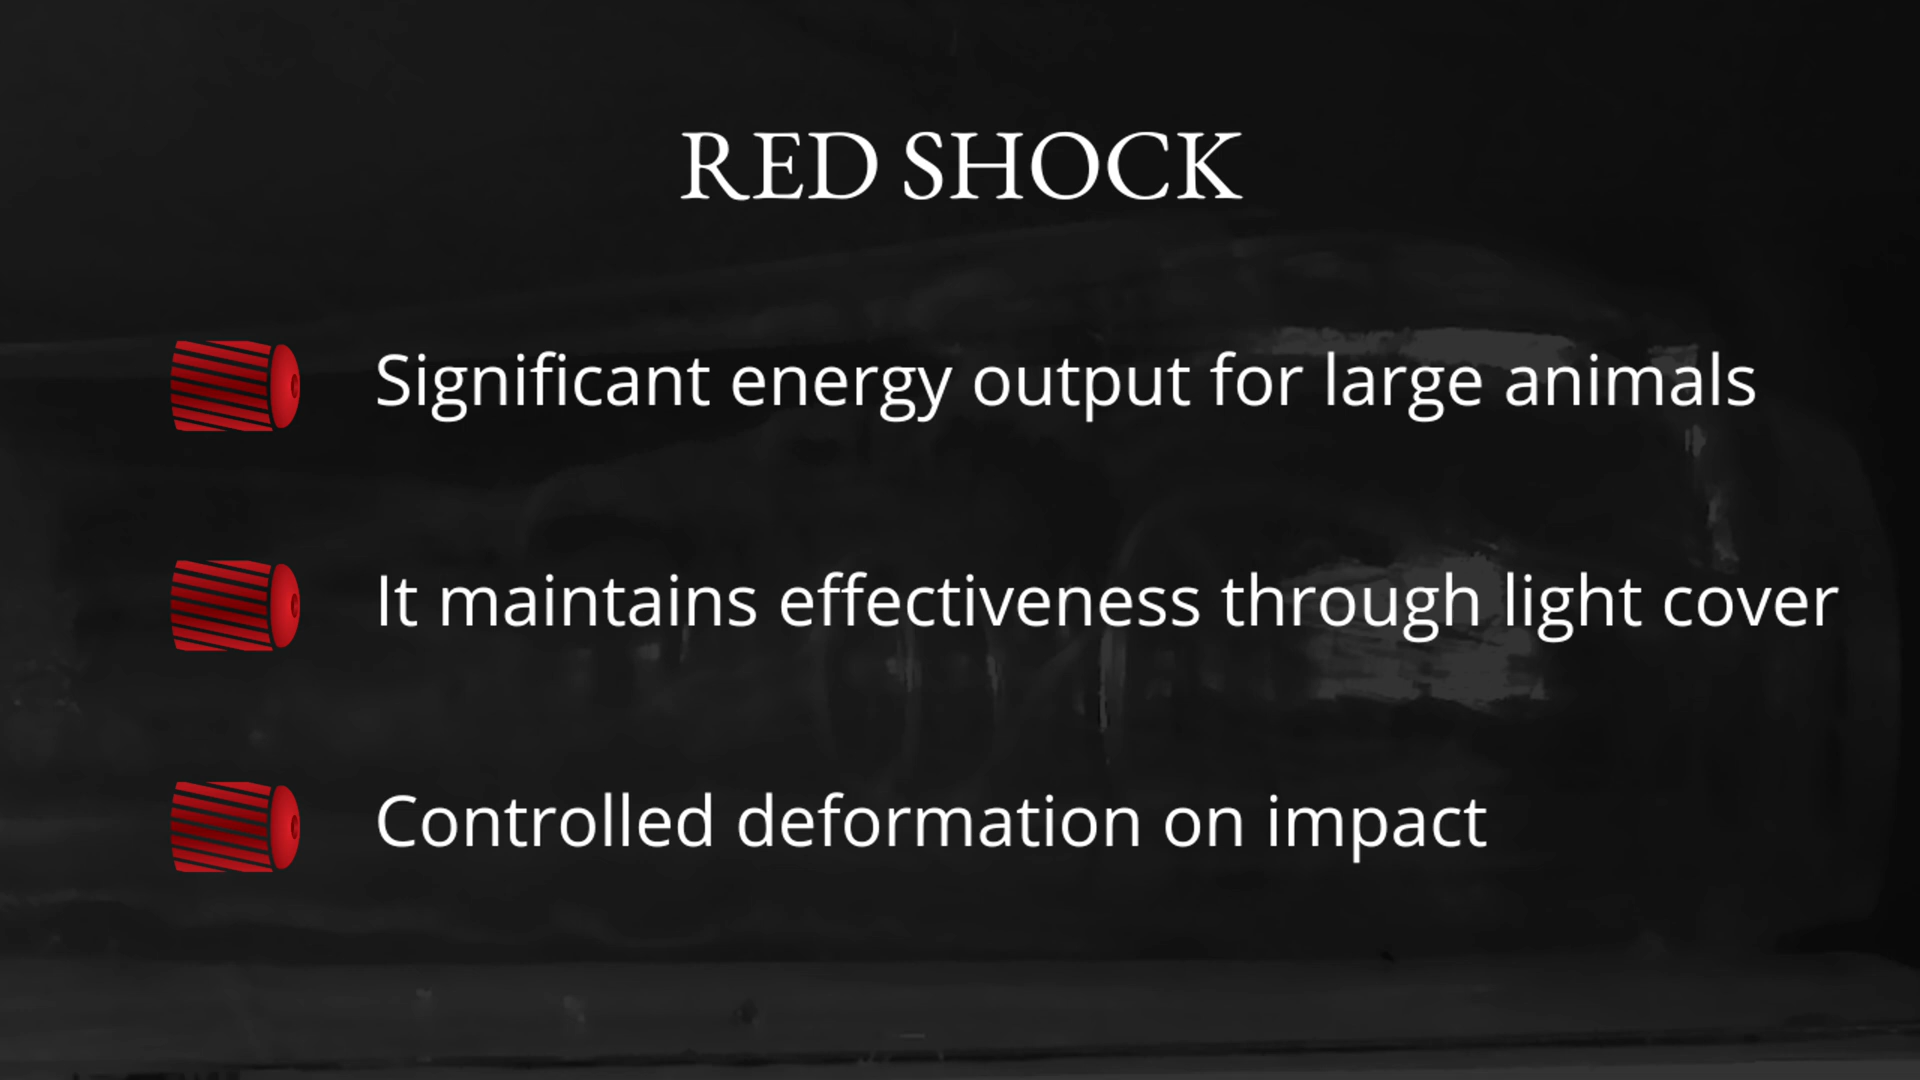 RED SHOCK
Significant energy output for large animals
It maintains effectiveness through light cover
Controlled deformation on impact